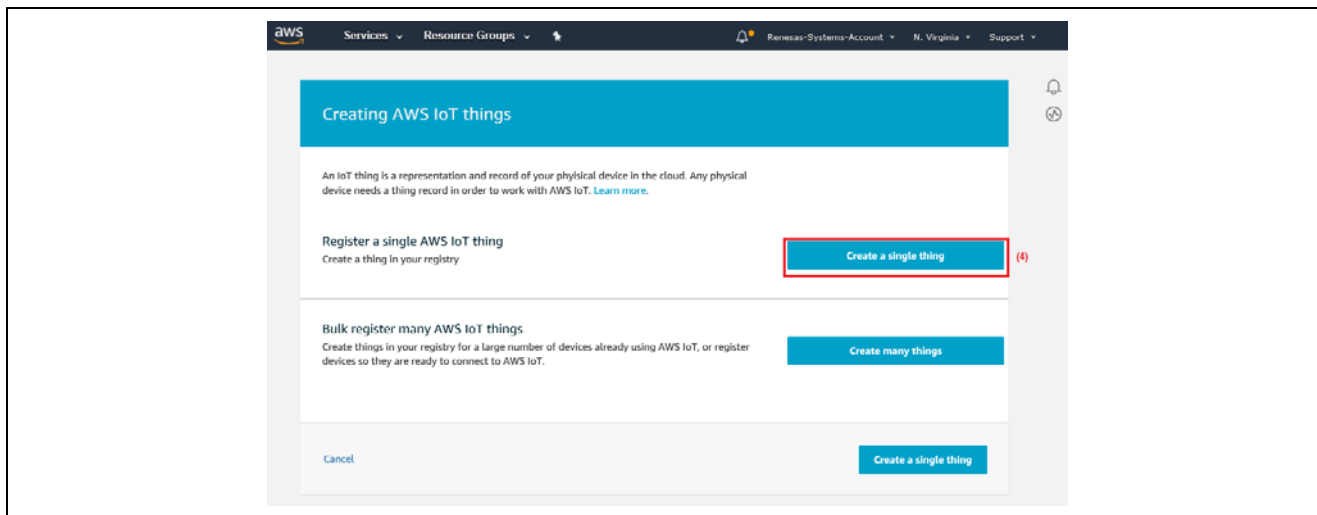 aws Services Resource Groups Renesas-Systems-Account N. Virginia Support
Creating AWS IoT things
An IoT thing is a representation and record of your phyisical device in the cloud. Any physical
device needs a thing record in order to work with AWS IoT. Learn more.
Register a single AWS IoT thing
Create a thing in your registry
Create a single thing (4)
Bulk register many AWS IoT things
Create things in your registry for a large number of devices already using AWS IoT, or register
devices so they are ready to connect to AWS IoT.
Create many things
Cancel
Create a single thing